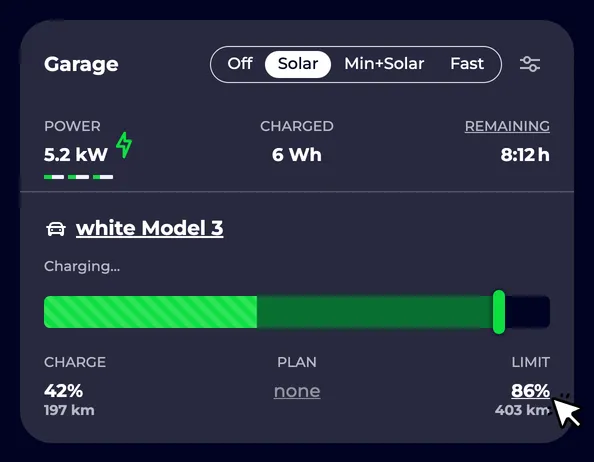 Garage Off Solar Min+Solar Fast
POWER CHARGED REMAINING
5.2 kW 6 Wh 8:12 h
white Model 3
Charging...
CHARGE PLAN LIMIT
42% none 86%
197 km 403 km